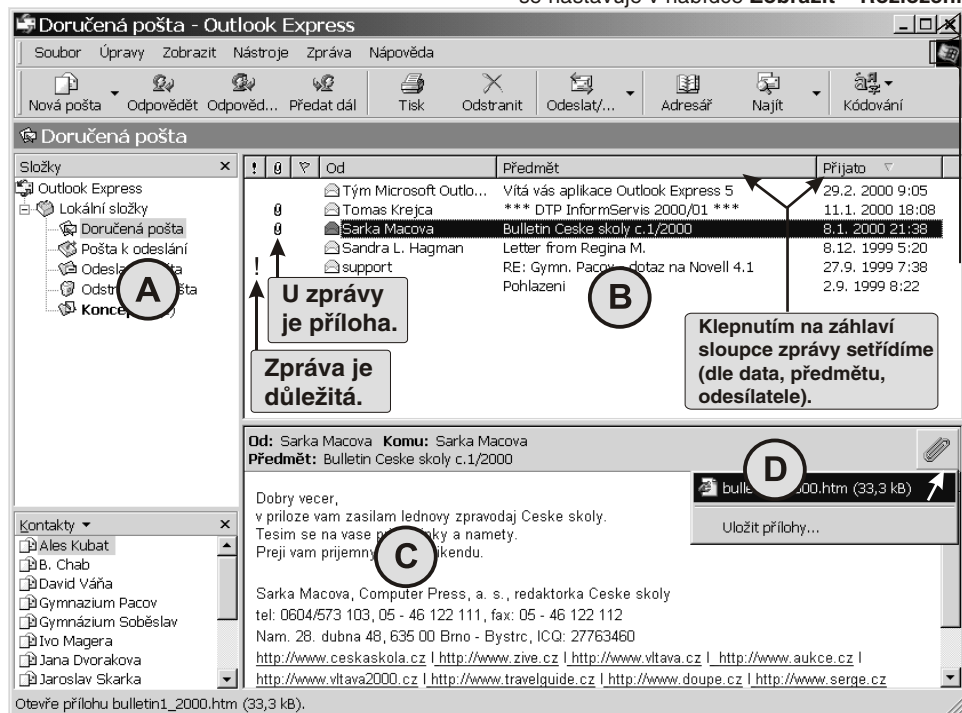 Doručená pošta - Outlook Express
Soubor Úpravy Zobrazit Nástroje Zpráva Nápověda
Nová pošta Odpovědět Odpověd... Předat dál Tisk Odstranit Odeslat/... Adresář Najít Kódování
Doručená pošta
Složky
Outlook Express
Lokální složky
Doručená pošta
Pošta k odeslání
A
! Od Předmět Přijato
Tým Microsoft Outlo... Vítá vás aplikace Outlook Express 5 29.2. 2000 9:05
Tomas Krejca *** DTP InformServis 2000/01 *** 11.1. 2000 18:08
Sarka Macova Bulletin Ceske skoly c.1/2000 8.1. 2000 21:38
Sandra L. Hagman Letter from Regina M. 8.12. 1999 5:20
! support RE: Gymn. Pacov - dotaz na Novell 4.1 27.9. 1999 7:38
Pohlazeni 2.9. 1999 8:22
B
U zprávy
je příloha.
Zpráva je
důležitá.
Klepnutím na záhlaví
sloupce zprávy setřídíme
(dle data, předmětu,
odesílatele).
Od: Sarka Macova Komu: Sarka Macova
Předmět: Bulletin Ceske skoly c.1/2000
D
.htm (33,3 kB)
Uložit přílohy...
Dobry vecer,
v priloze vam zasilam lednovy zpravodaj Ceske skoly.
Tesim se na vase a namety.
Preji vam prijemny
C
Sarka Macova, Computer Press, a. s., redaktorka Ceske skoly
tel: 0604/573 103, 05 - 46 122 111, fax: 05 - 46 122 112
Nam. 28. dubna 48, 635 00 Brno - Bystrc, ICQ: 27763460
http://www.ceskaskola.cz | http://www.zive.cz | http://www.vltava.cz | http://www.aukce.cz |
http://www.vltava2000.cz | http://www.travelguide.cz | http://www.doupe.cz | http://www.serge.cz
Kontakty
Ales Kubat
B. Chab
David Váňa
Gymnazium Pacov
Gymnázium Soběslav
Ivo Magera
Jana Dvorakova
Jaroslav Skarka
Otevře přílohu bulletin1_2000.htm (33,3 kB).